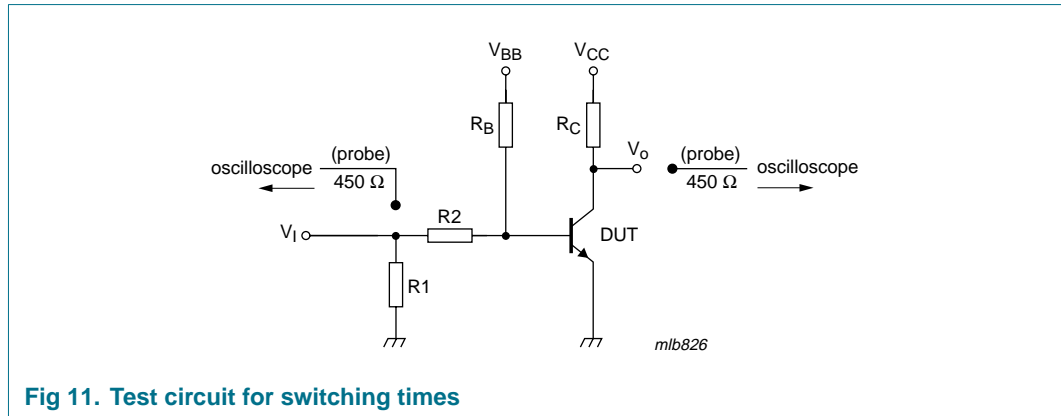 V_BB
V_CC
R_B
R_C
(probe)
oscilloscope
450 Ω
V_o
(probe)
oscilloscope
450 Ω
R2
V_I
DUT
R1
mlb826
Fig 11. Test circuit for switching times